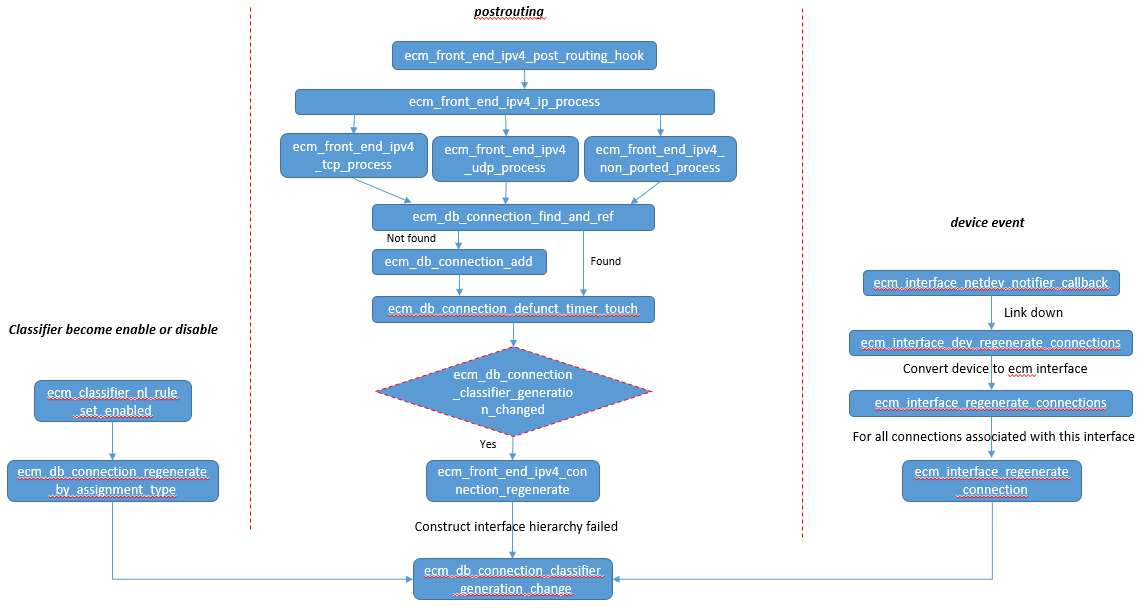 postrouting
ecm_front_end_ipv4_post_routing_hook
ecm_front_end_ipv4_ip_process
ecm_front_end_ipv4
_tcp_process
ecm_front_end_ipv4
_udp_process
ecm_front_end_ipv4_
non_ported_process
ecm_db_connection_find_and_ref
Not found
ecm_db_connection_add
Found
ecm_db_connection_defunct_timer_touch
ecm_db_connection
_classifier_generatio
n_changed
Yes
ecm_front_end_ipv4_con
nection_regenerate
Construct interface hierarchy failed
ecm_db_connection_classifier
_generation_change
Classifier become enable or disable
ecm_classifier_nl_rule
_set_enabled
ecm_db_connection_regenerate
_by_assignment_type
device event
ecm_interface_netdev_notifier_callback
Link down
ecm_interface_dev_regenerate_connections
Convert device to ecm interface
ecm_interface_regenerate_connections
For all connections associated with this interface
ecm_interface_regenerate
_connection